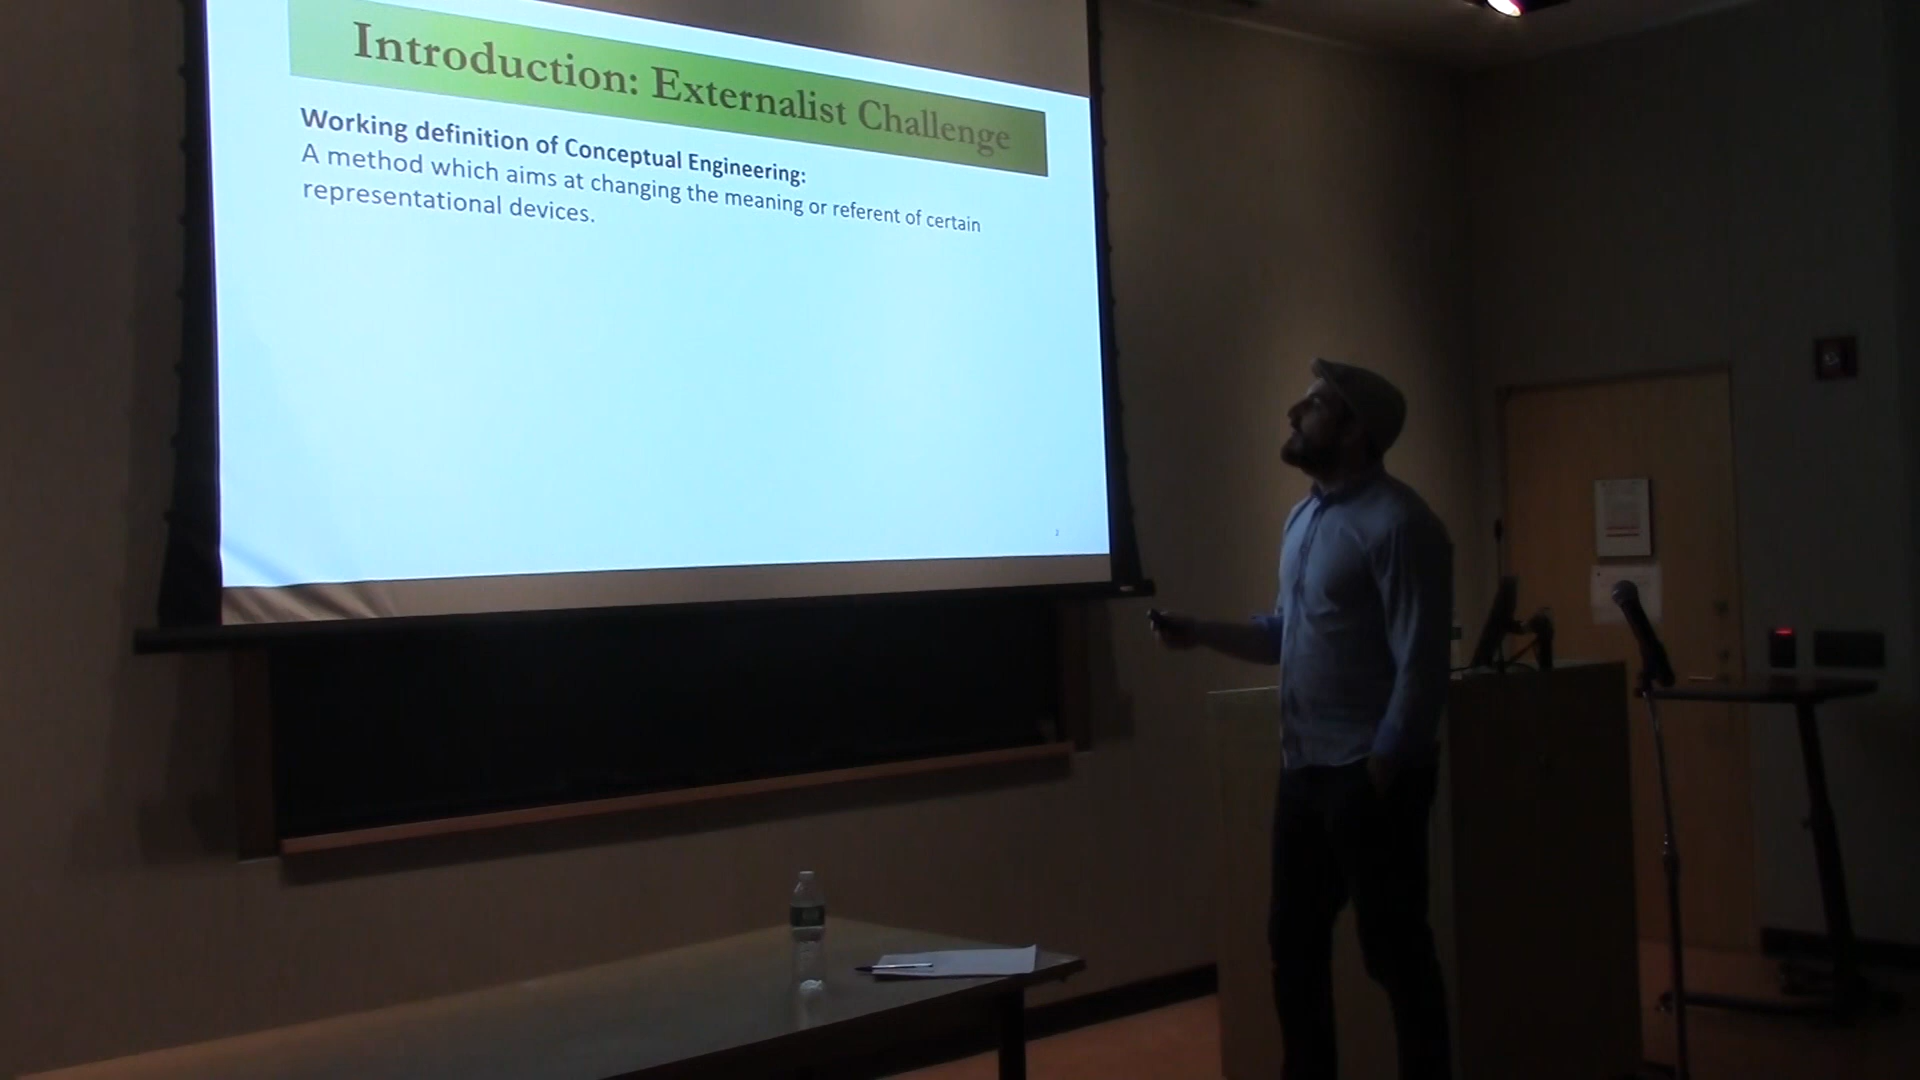 Introduction: Externalist Challenge
Working definition of Conceptual Engineering:
A method which aims at changing the meaning or referent of certain
representational devices.
2